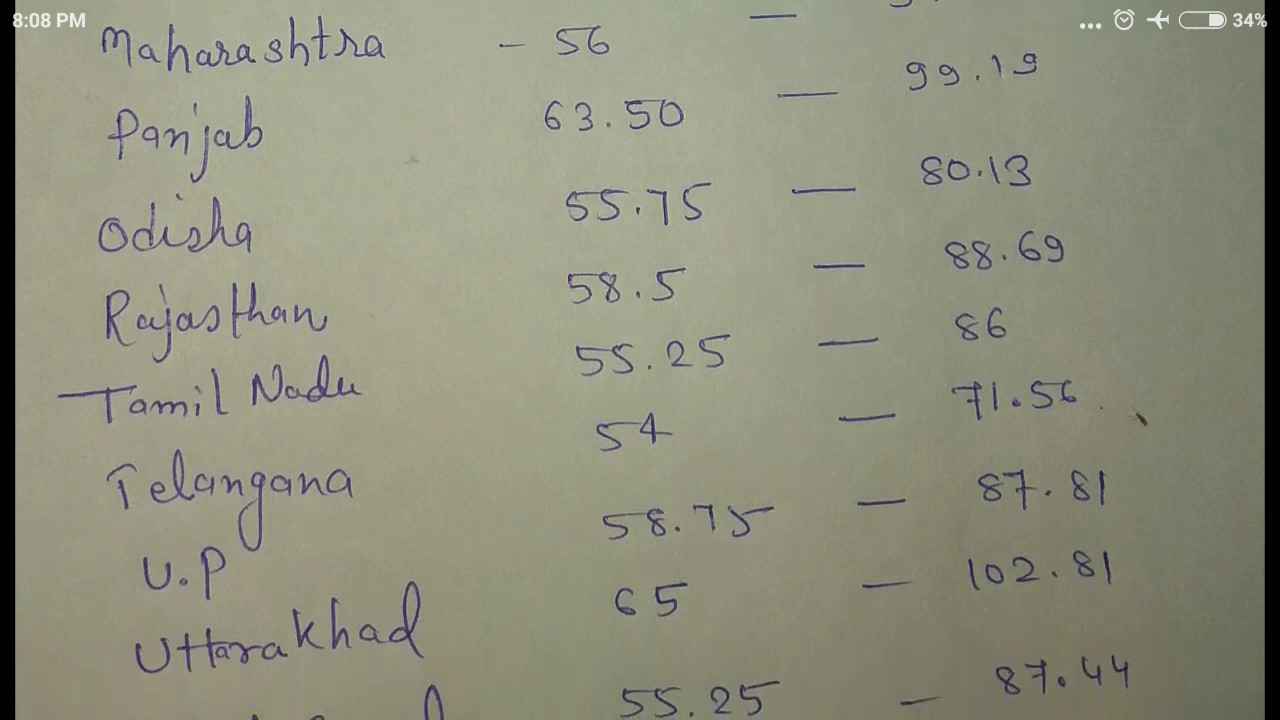 8:08 PM ... 34%
Maharashtra - 56 —
Panjab 63.50 — 99.19
Odisha 55.75 — 80.13
Rajasthan 58.5 — 88.69
Tamil Nadu 55.25 — 86
Telangana 54 — 71.56
U.P 58.75 — 87.81
Uttarakhad 65 — 102.81
55.25 — 87.44